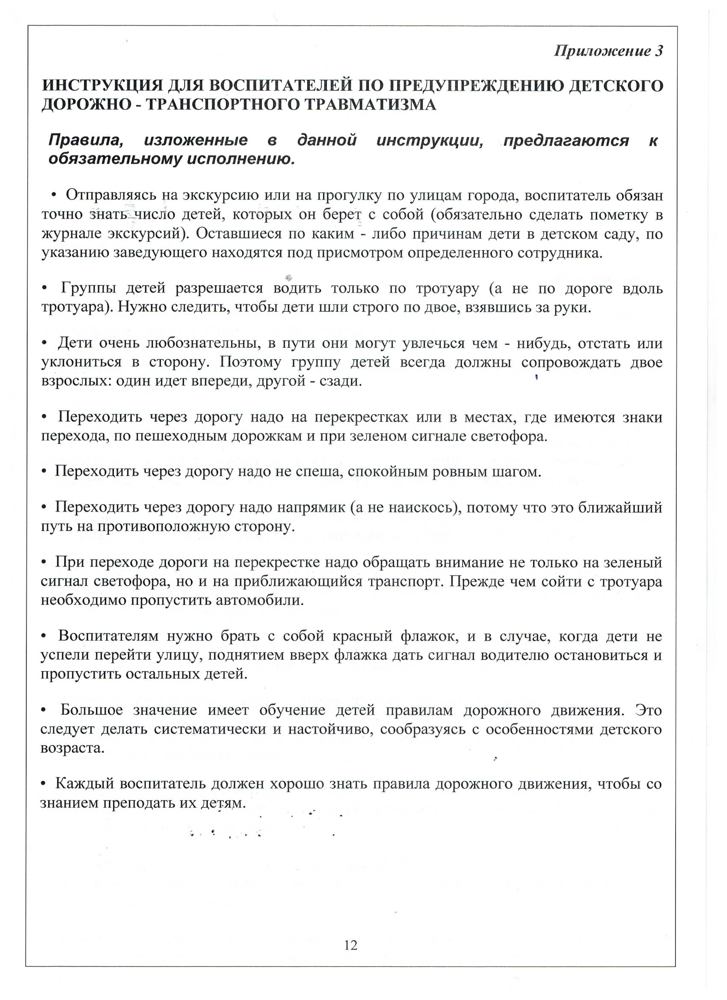 Приложение 3
ИНСТРУКЦИЯ ДЛЯ ВОСПИТАТЕЛЕЙ ПО ПРЕДУПРЕЖДЕНИЮ ДЕТСКОГО
ДОРОЖНО - ТРАНСПОРТНОГО ТРАВМАТИЗМА
Правила, изложенные в данной инструкции, предлагаются к
обязательному исполнению.
• Отправляясь на экскурсию или на прогулку по улицам города, воспитатель обязан
точно знать число детей, которых он берет с собой (обязательно сделать пометку в
журнале экскурсий). Оставшиеся по каким - либо причинам дети в детском саду, по
указанию заведующего находятся под присмотром определенного сотрудника.
• Группы детей разрешается водить только по тротуару (а не по дороге вдоль
тротуара). Нужно следить, чтобы дети шли строго по двое, взявшись за руки.
• Дети очень любознательны, в пути они могут увлечься чем - нибудь, отстать или
уклониться в сторону. Поэтому группу детей всегда должны сопровождать двое
взрослых: один идет впереди, другой - сзади.
• Переходить через дорогу надо на перекрестках или в местах, где имеются знаки
перехода, по пешеходным дорожкам и при зеленом сигнале светофора.
• Переходить через дорогу надо не спеша, спокойным ровным шагом.
• Переходить через дорогу надо напрямик (а не наискось), потому что это ближайший
путь на противоположную сторону.
• При переходе дороги на перекрестке надо обращать внимание не только на зеленый
сигнал светофора, но и на приближающийся транспорт. Прежде чем сойти с тротуара
необходимо пропустить автомобили.
• Воспитателям нужно брать с собой красный флажок, и в случае, когда дети не
успели перейти улицу, поднятием вверх флажка дать сигнал водителю остановиться и
пропустить остальных детей.
• Большое значение имеет обучение детей правилам дорожного движения. Это
следует делать систематически и настойчиво, сообразуясь с особенностями детского
возраста.
• Каждый воспитатель должен хорошо знать правила дорожного движения, чтобы со
знанием преподать их детям.
12